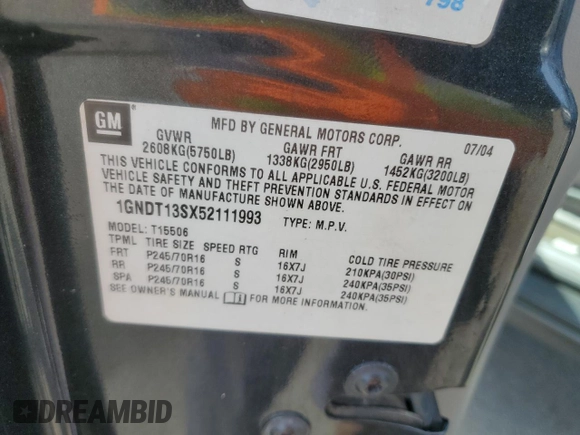 798
GM
MFD BY GENERAL MOTORS CORP. 07/04
GVWR GAWR FRT GAWR RR
2608KG(5750LB) 1338KG(2950LB) 1452KG(3200LB)
THIS VEHICLE CONFORMS TO ALL APPLICABLE U.S. FEDERAL MOTOR
VEHICLE SAFETY AND THEFT PREVENTION STANDARDS IN EFFECT ON
THE DATE OF MANUFACTURE SHOWN ABOVE.
1GNDT13SX52111993 TYPE: M.P.V.
MODEL: T15506
TPML TIRE SIZE SPEED RTG RIM COLD TIRE PRESSURE
FRT P245/70R16 S 16X7J 210KPA(30PSI)
RR P245/70R16 S 16X7J 240KPA(35PSI)
SPA P245/70R16 S 16X7J 240KPA(35PSI)
SEE OWNER'S MANUAL FOR MORE INFORMATION.
DREAMBID